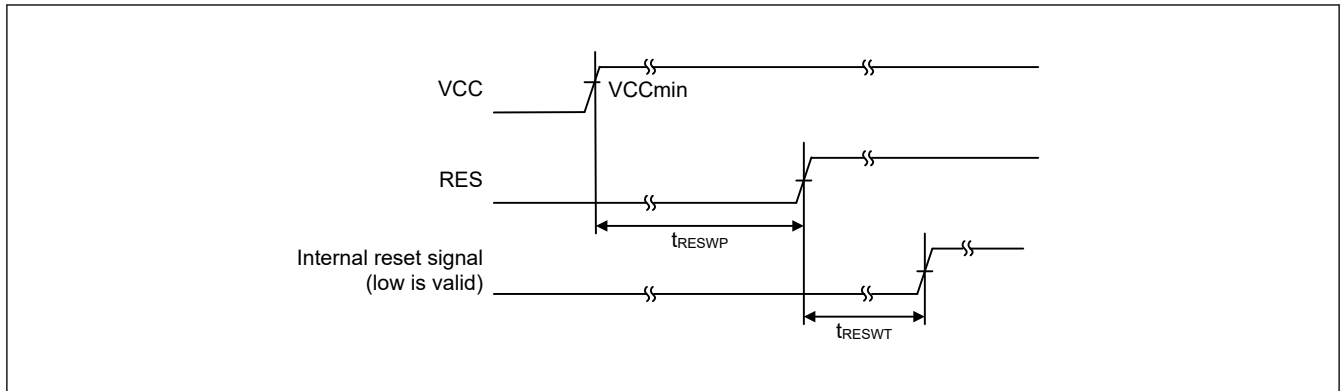 VCC
VCCmin
RES
tRESWP
Internal reset signal
(low is valid)
tRESWT